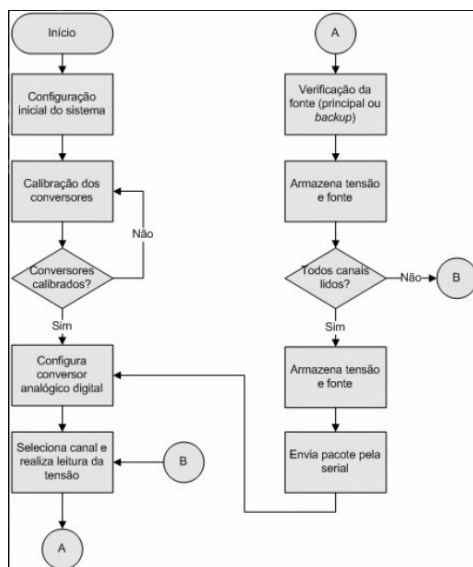 Início
Configuração
inicial do sistema
Calibração dos
conversores
Não
Conversores
calibrados?
Sim
Configura
conversor
analógico digital
Seleciona canal e
realiza leitura da
tensão
B
A
A
Verificação da
fonte (principal ou
backup)
Armazena tensão
e fonte
Todos canais
lidos?
Não
B
Sim
Armazena tensão
e fonte
Envia pacote pela
serial